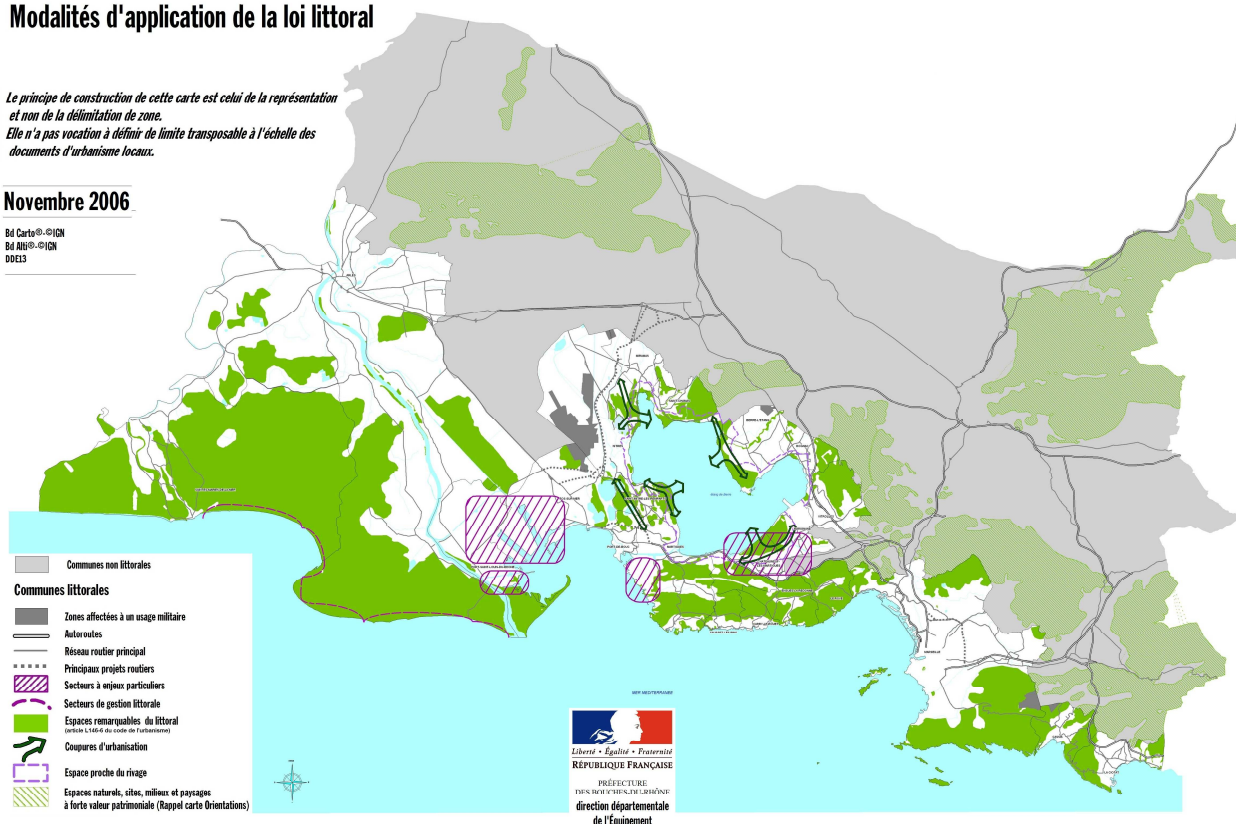 Modalités d'application de la loi littoral
Le principe de construction de cette carte est celui de la représentation
et non de la délimitation de zone.
Elle n'a pas vocation à définir de limite transposable à l'échelle des
documents d'urbanisme locaux.
Novembre 2006
Bd Carto®-©IGN
Bd Alti®-©IGN
DDE13
Communes non littorales
Communes littorales
Zones affectées à un usage militaire
Autoroutes
Réseau routier principal
Principaux projets routiers
Secteurs à enjeux particuliers
Secteurs de gestion littorale
Espaces remarquables du littoral
(article L146-6 du code de l'urbanisme)
Coupures d'urbanisation
Espace proche du rivage
Espaces naturels, sites, milieux et paysages
à forte valeur patrimoniale (Rappel carte Orientations)
MER MEDITERRANEE
Liberté • Égalité • Fraternité
RÉPUBLIQUE FRANÇAISE
PRÉFECTURE
DES BOUCHES-DU-RHÔNE
direction départementale
de l'Équipement